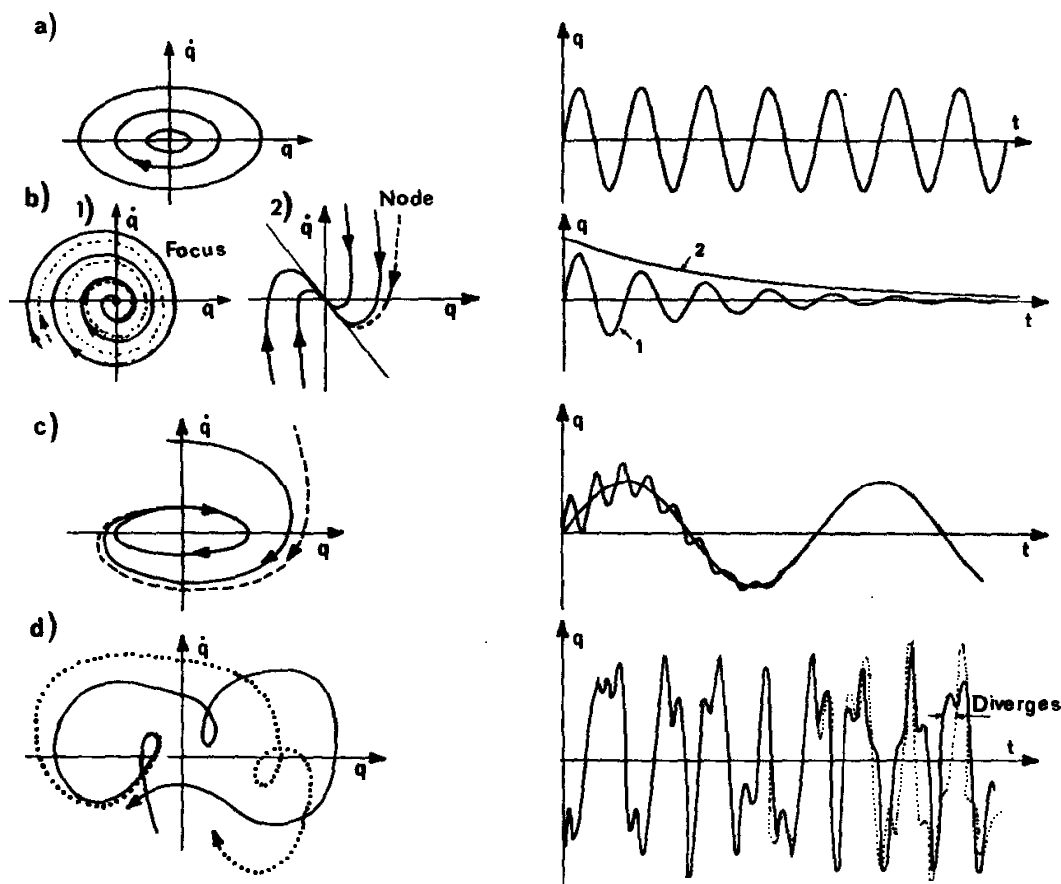 a)
q̇
q
q
t
b)
1)
q̇
Focus
q
2)
q̇
Node
q
q
2
1
t
c)
q̇
q
q
t
d)
q̇
q
q
Diverges
t